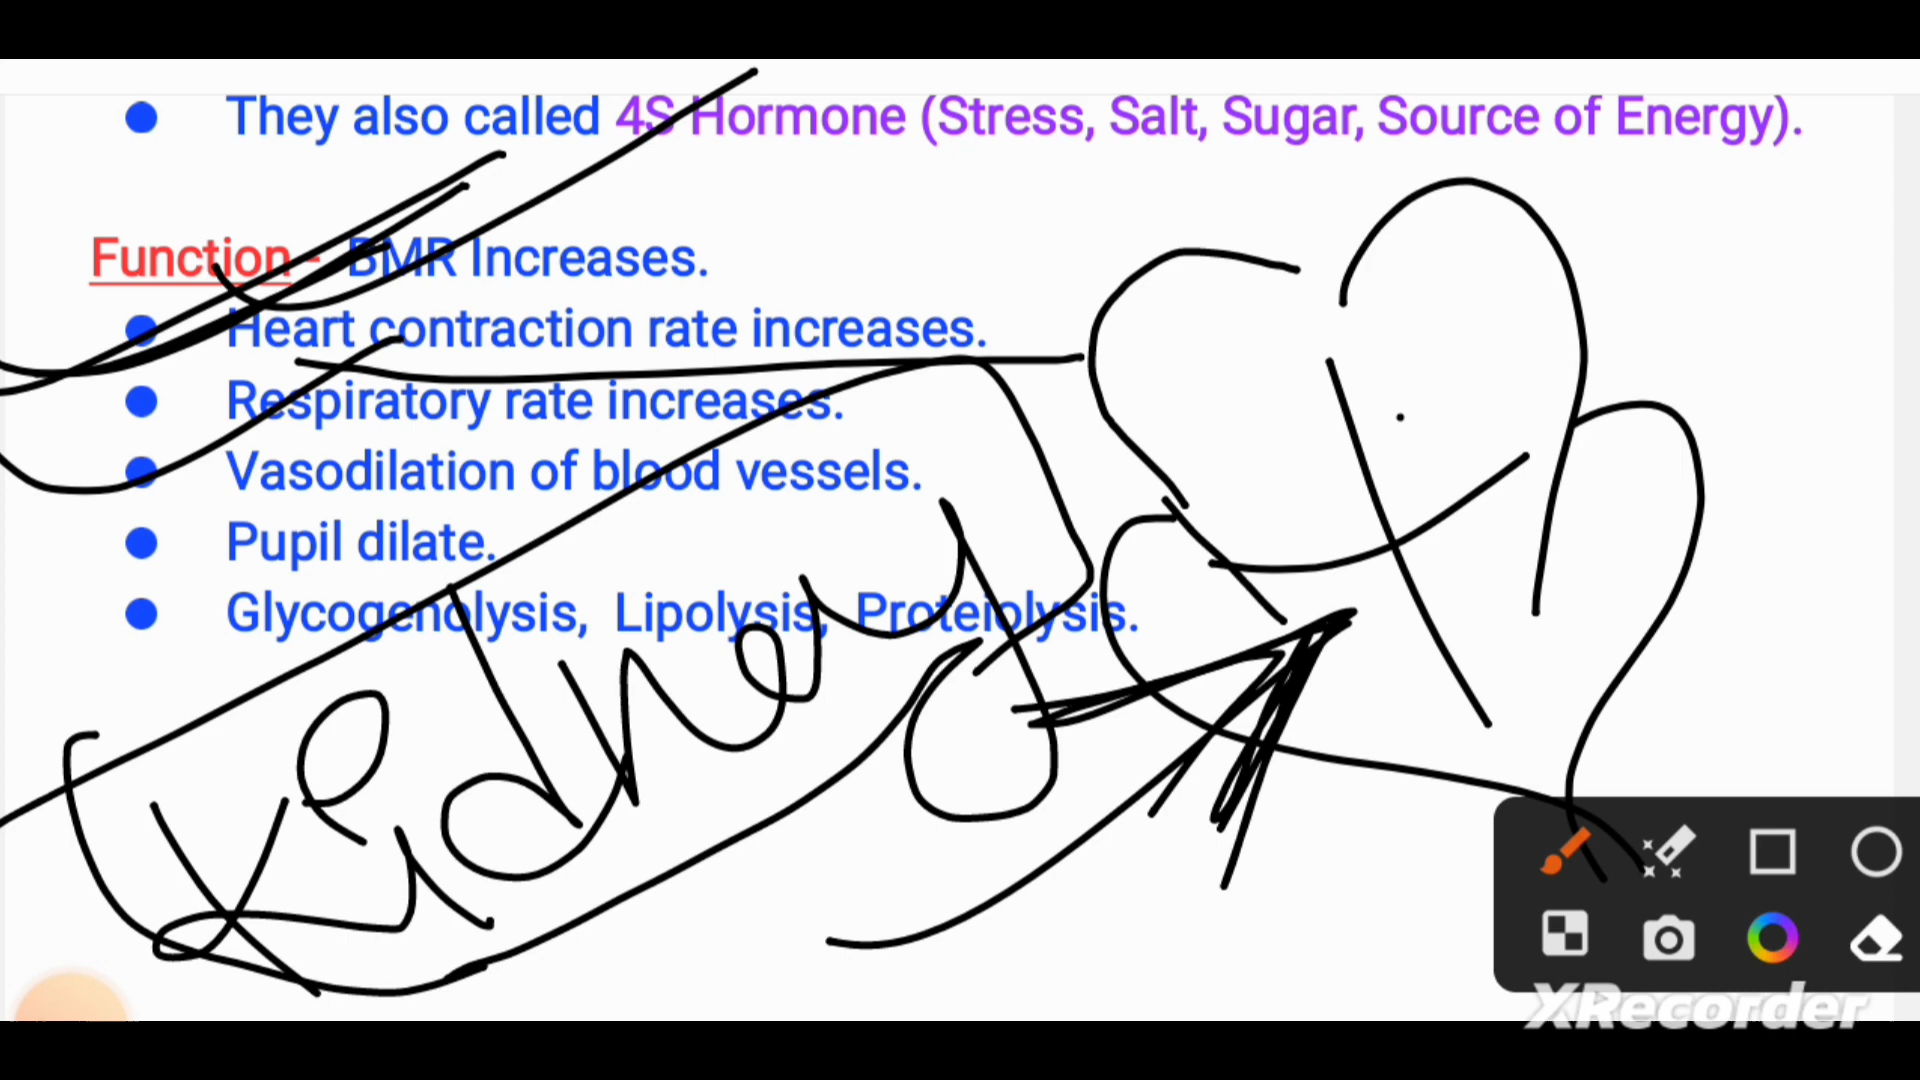 They also called 4S Hormone (Stress, Salt, Sugar, Source of Energy).
Function - BMR Increases.
Heart contraction rate increases.
Respiratory rate increases.
Vasodilation of blood vessels.
Pupil dilate.
Glycogenolysis, Lipolysis, Proteiolysis.
Kidney
XRecorder